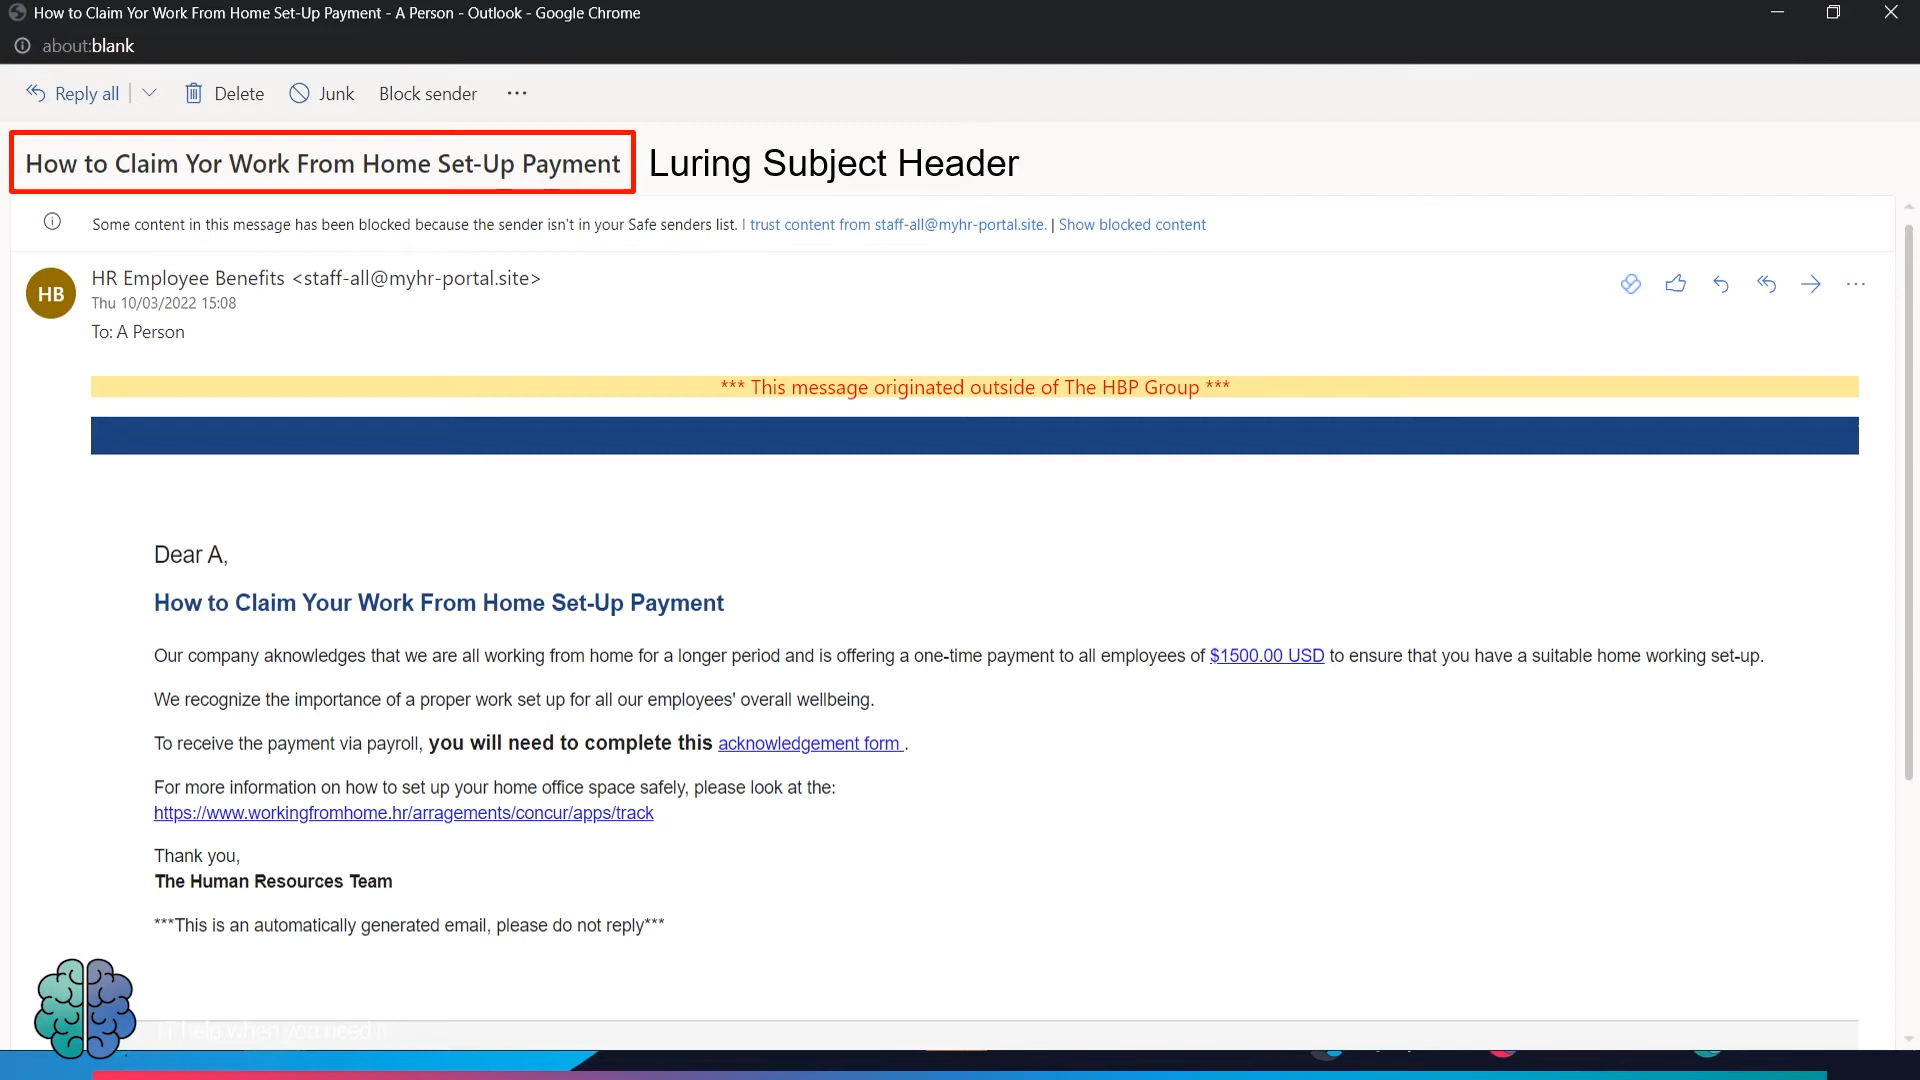 How to Claim Yor Work From Home Set-Up Payment - A Person - Outlook - Google Chrome
about:blank
Reply all Delete Junk Block sender ...
How to Claim Yor Work From Home Set-Up Payment Luring Subject Header
Some content in this message has been blocked because the sender isn't in your Safe senders list. I trust content from staff-all@myhr-portal.site. | Show blocked content
HB HR Employee Benefits <staff-all@myhr-portal.site>
Thu 10/03/2022 15:08
To: A Person
*** This message originated outside of The HBP Group ***
Dear A,
How to Claim Your Work From Home Set-Up Payment
Our company aknowledges that we are all working from home for a longer period and is offering a one-time payment to all employees of $1500.00 USD to ensure that you have a suitable home working set-up.
We recognize the importance of a proper work set up for all our employees' overall wellbeing.
To receive the payment via payroll, you will need to complete this acknowledgement form .
For more information on how to set up your home office space safely, please look at the:
https://www.workingfromhome.hr/arragements/concur/apps/track
Thank you,
The Human Resources Team
***This is an automatically generated email, please do not reply***
IT help when you need it